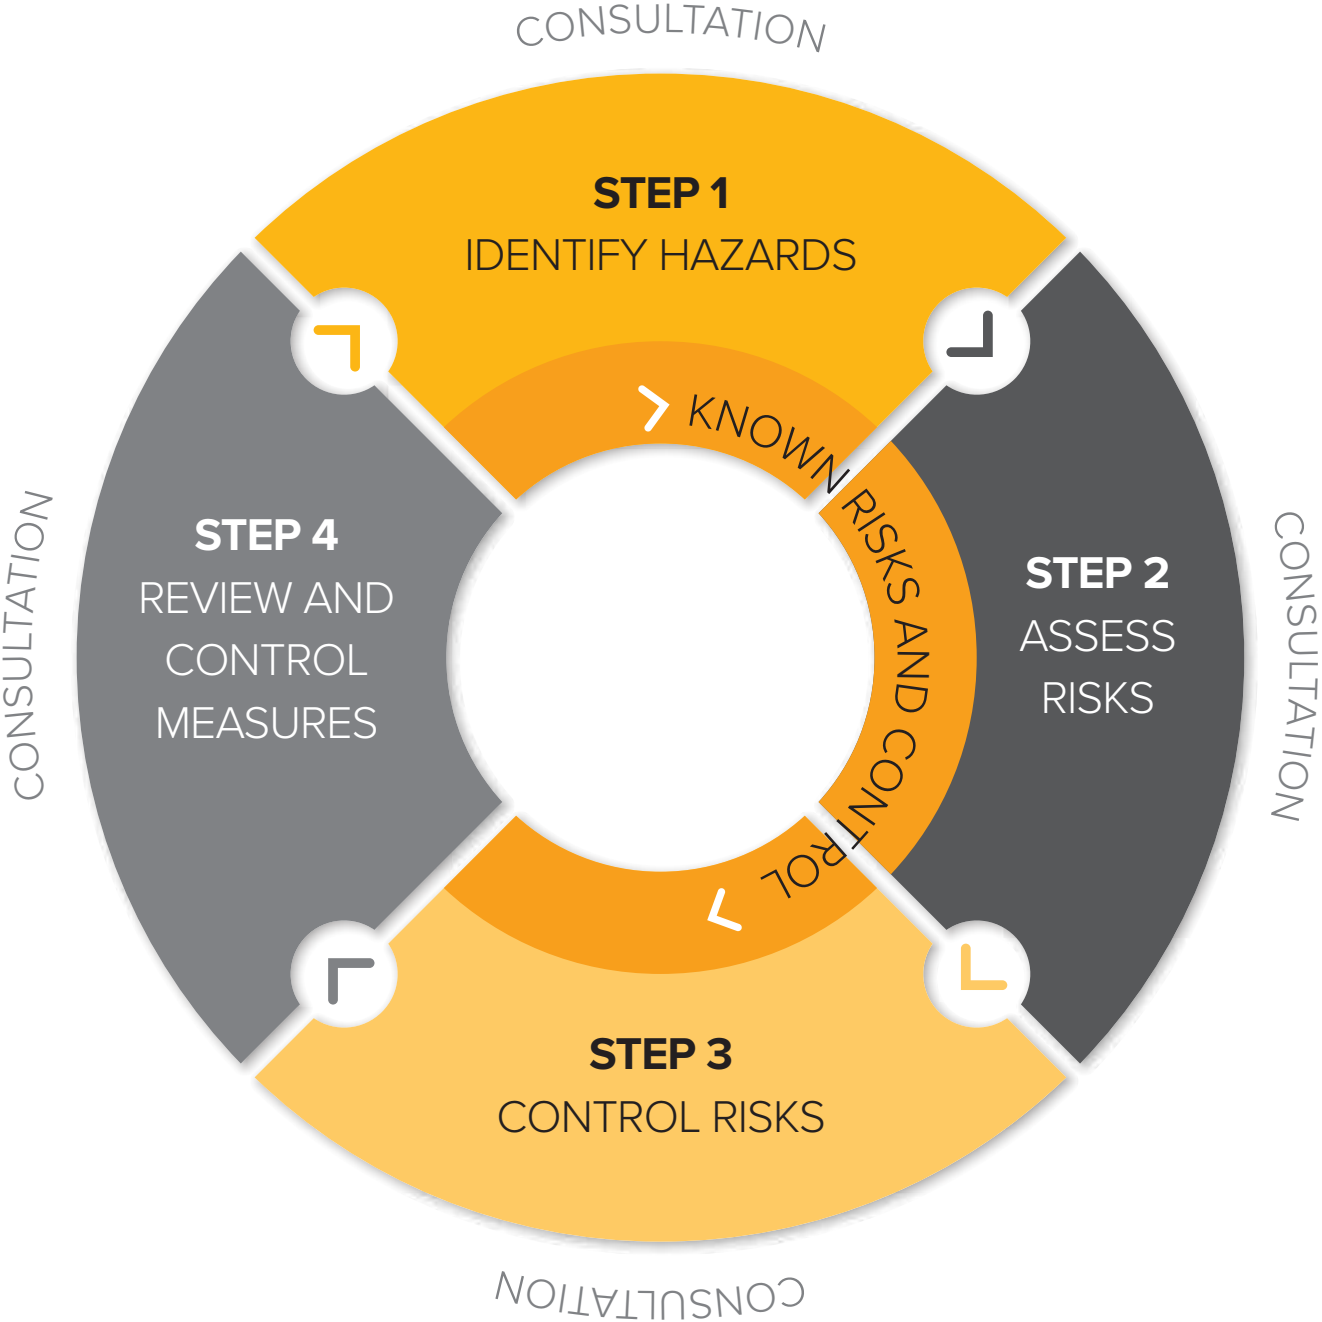 CONSULTATION
STEP 1
IDENTIFY HAZARDS
KNOWN RISKS AND CONTROL
STEP 2
ASSESS
RISKS
CONSULTATION
STEP 3
CONTROL RISKS
CONSULTATION
STEP 4
REVIEW AND
CONTROL
MEASURES
CONSULTATION